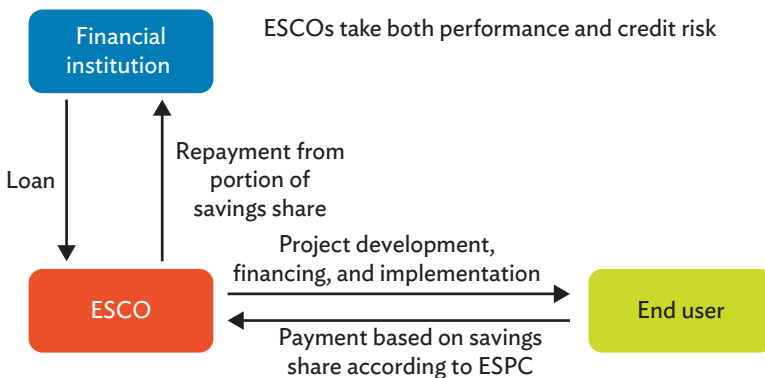 Financial
institution
ESCOs take both performance and credit risk
Loan
Repayment from
portion of
savings share
Project development,
financing, and implementation
ESCO
End user
Payment based on savings
share according to ESPC